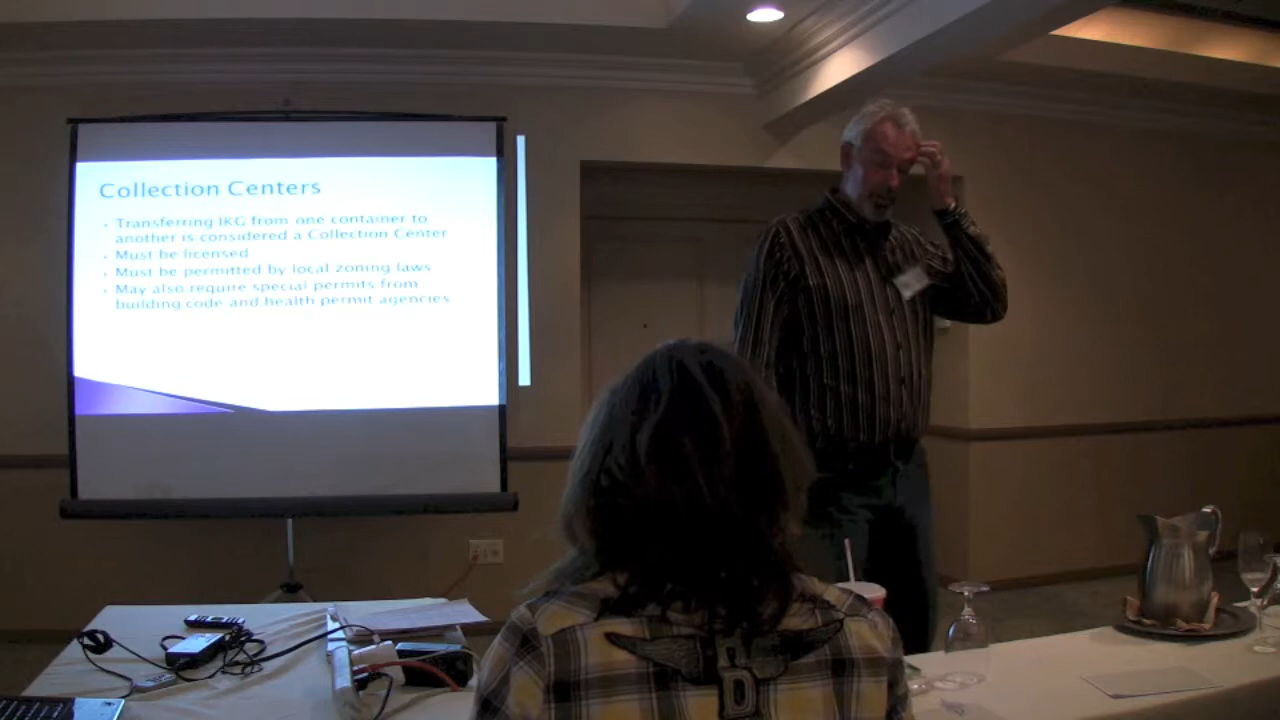 Collection Centers
• Transferring IKG from one container to
another is considered a Collection Center
• Must be licensed
• Must be permitted by local zoning laws
• May also require special permits from
building code and health permit agencies
D